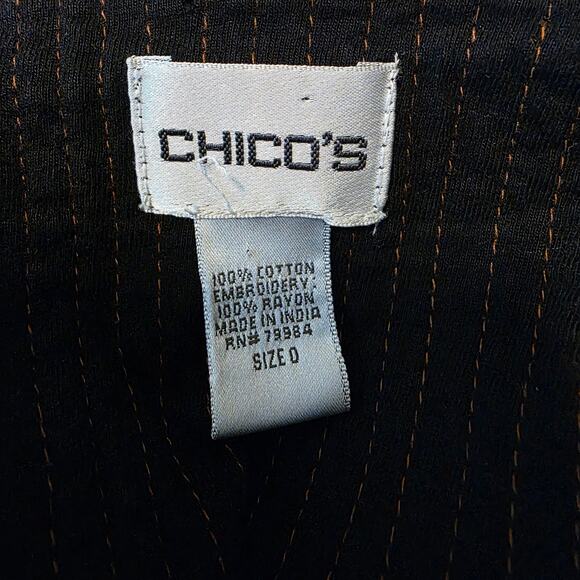 CHICO'S
100% COTTON
EMBROIDERY:
100% RAYON
MADE IN INDIA
RN# 79984
SIZE 0